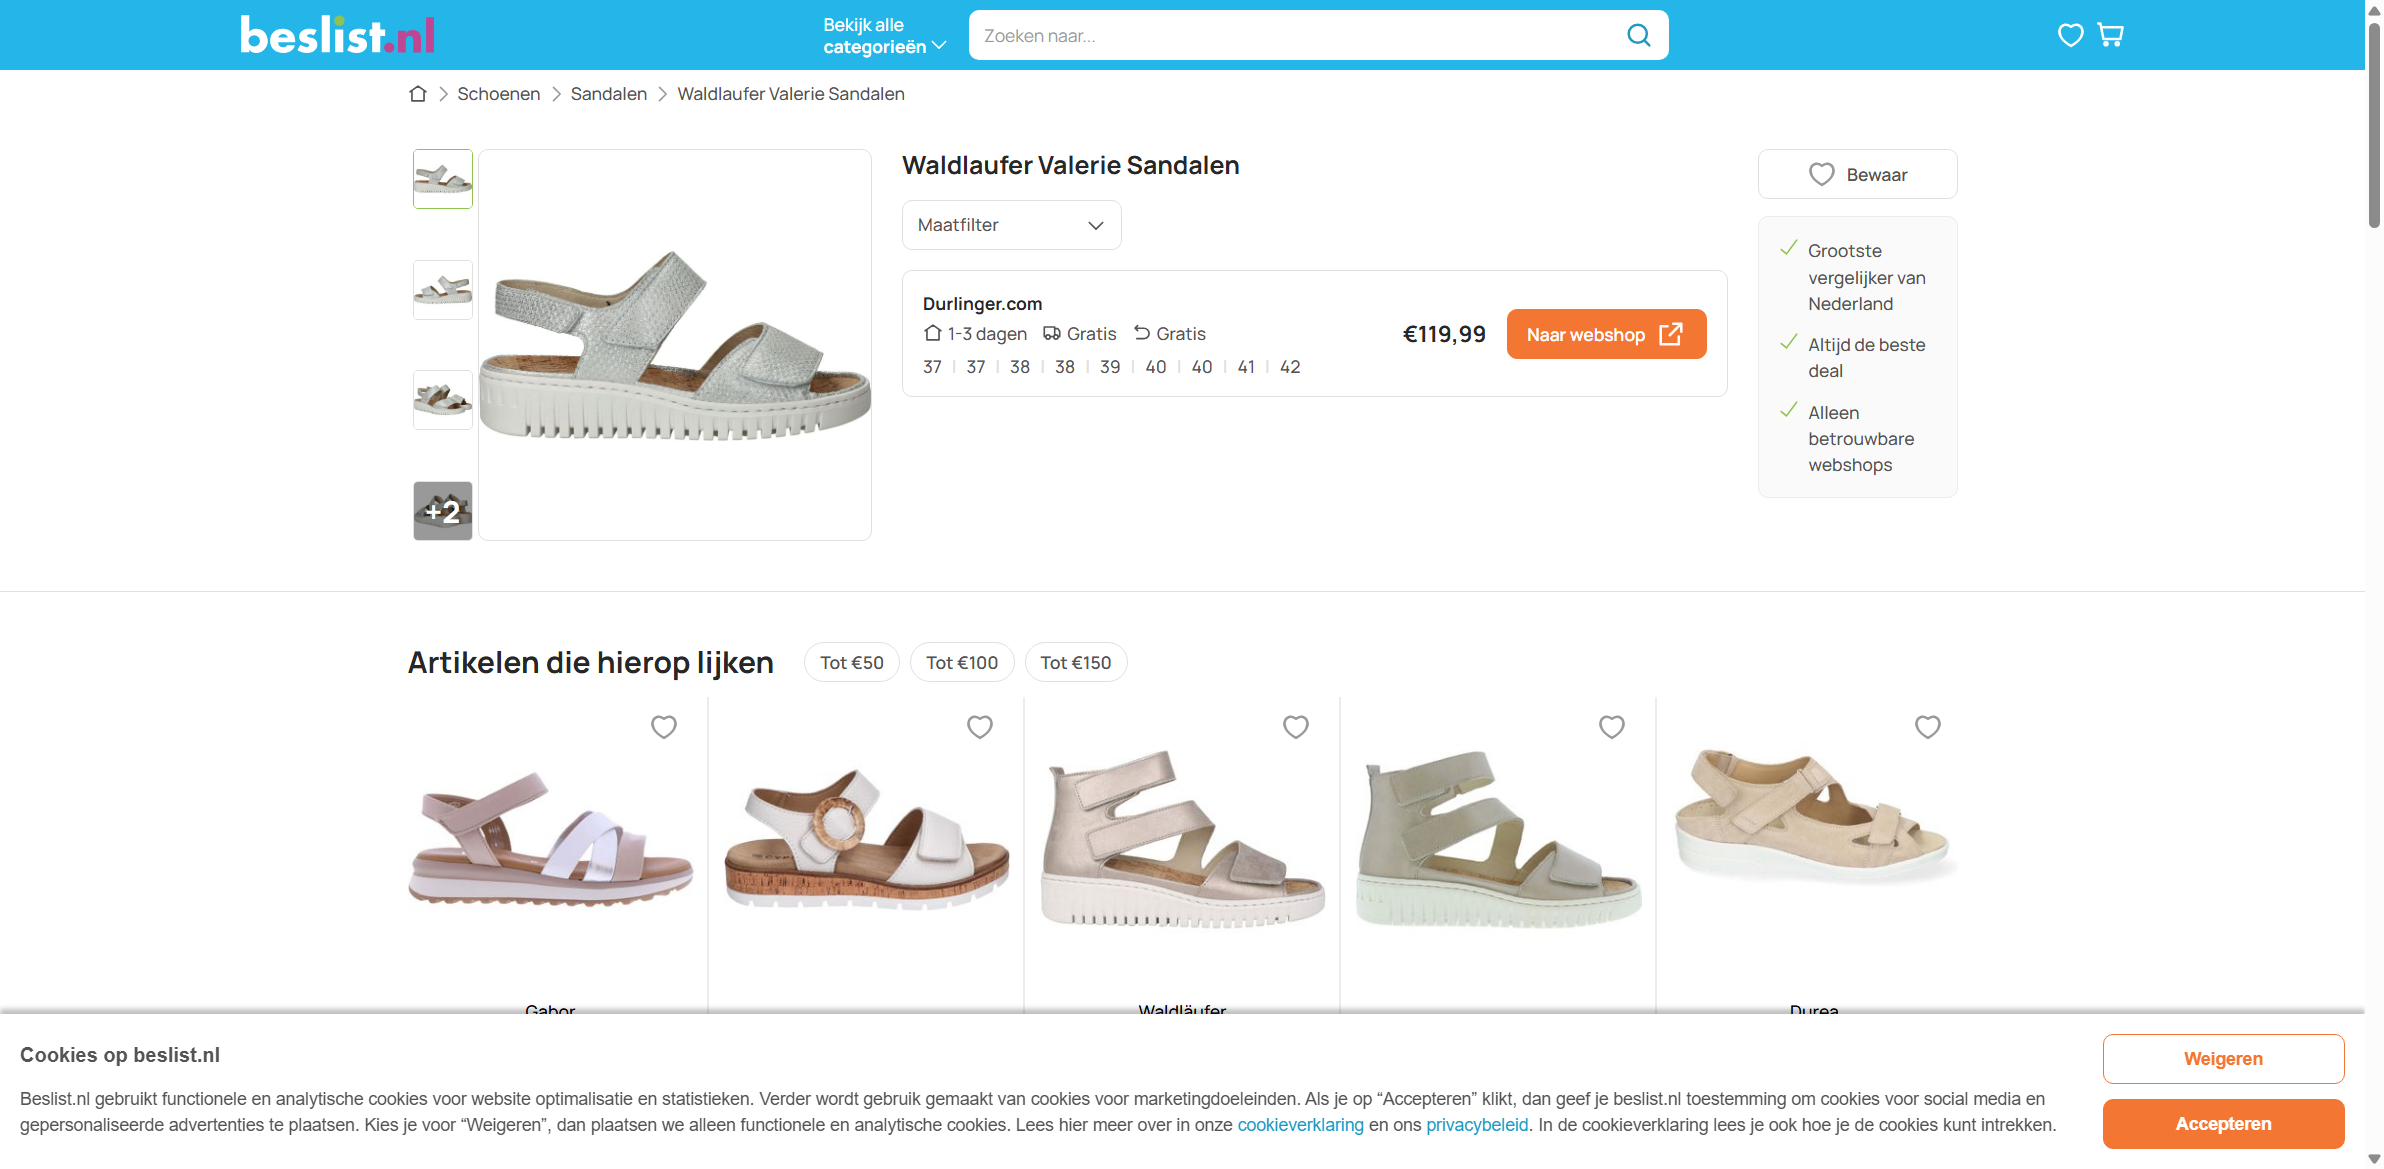 beslist.nl
Bekijk alle
categorieën
Zoeken naar...
Schoenen
Sandalen
Waldlaufer Valerie Sandalen
+2
Waldlaufer Valerie Sandalen
Maatfilter
Durlinger.com
1-3 dagen Gratis Gratis
37 | 37 | 38 | 38 | 39 | 40 | 40 | 41 | 42
€119,99
Naar webshop
Bewaar
Grootste
vergelijker van
Nederland
Altijd de beste
deal
Alleen
betrouwbare
webshops
Artikelen die hierop lijken
Tot €50
Tot €100
Tot €150
Gabor
Waldläufer
Durea
Cookies op beslist.nl
Beslist.nl gebruikt functionele en analytische cookies voor website optimalisatie en statistieken. Verder wordt gebruik gemaakt van cookies voor marketingdoeleinden. Als je op “Accepteren” klikt, dan geef je beslist.nl toestemming om cookies voor social media en
gepersonaliseerde advertenties te plaatsen. Kies je voor “Weigeren”, dan plaatsen we alleen functionele en analytische cookies. Lees hier meer over in onze cookieverklaring en ons privacybeleid. In de cookieverklaring lees je ook hoe je de cookies kunt intrekken.
Weigeren
Accepteren